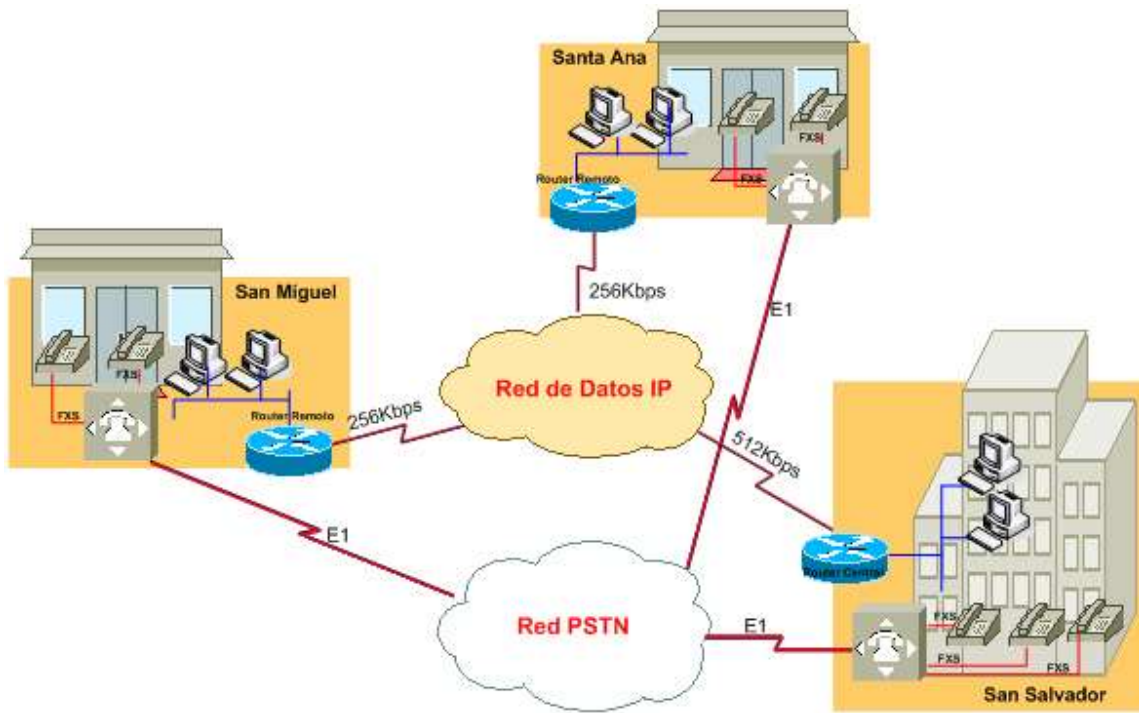 Santa Ana
FXS
FXS
Router Remoto
256Kbps
E1
San Miguel
FXS
FXS
Router Remoto
256Kbps
Red de Datos IP
512Kbps
E1
Router Central
Red PSTN
E1
FXS
FXS
FXS
San Salvador